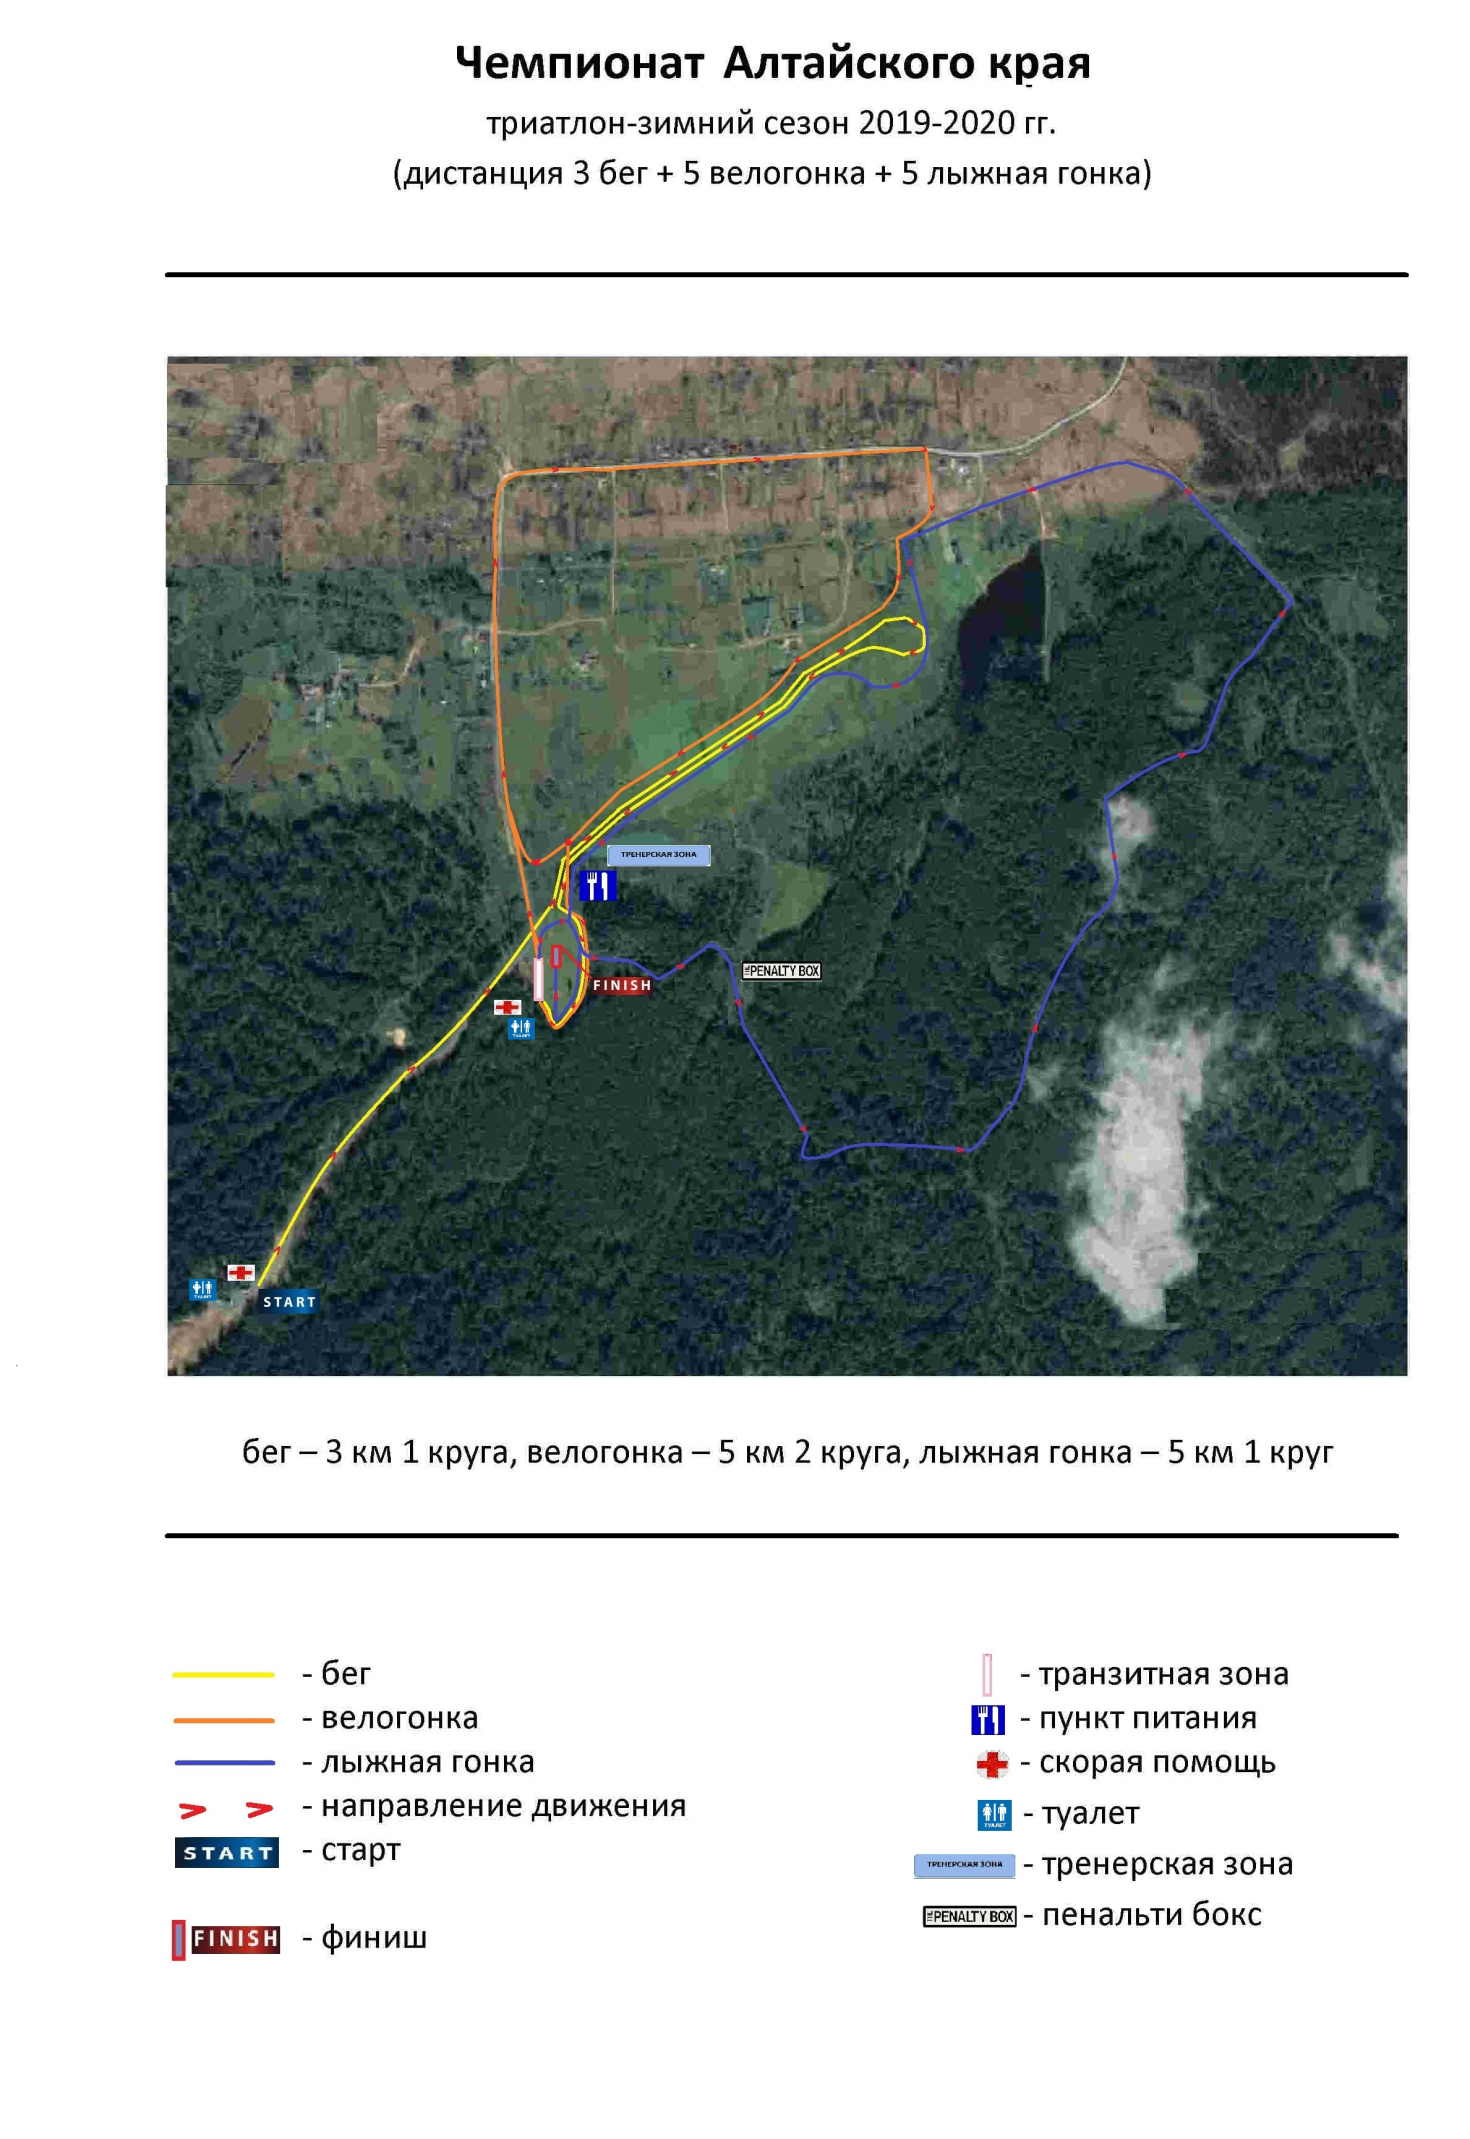 Чемпионат Алтайского края
триатлон-зимний сезон 2019-2020 гг.
(дистанция 3 бег + 5 велогонка + 5 лыжная гонка)
ТРЕНЕРСКАЯ ЗОНА
PENALTY BOX
FINISH
ТУАЛЕТ
ТУАЛЕТ
START
бег – 3 км 1 круга, велогонка – 5 км 2 круга, лыжная гонка – 5 км 1 круг
- бег
- велогонка
- лыжная гонка
- направление движения
START - старт
FINISH - финиш
- транзитная зона
- пункт питания
- скорая помощь
ТУАЛЕТ - туалет
ТРЕНЕРСКАЯ ЗОНА - тренерская зона
PENALTY BOX - пенальти бокс